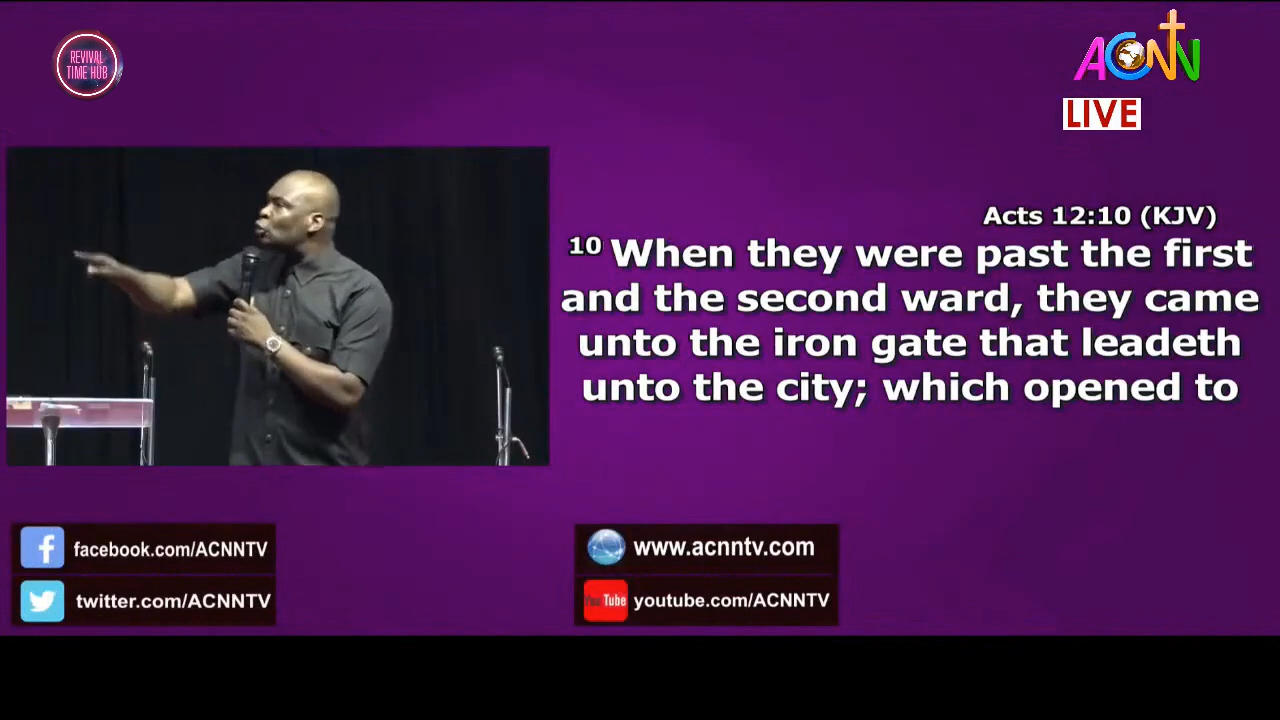 REVIVAL
TIME HUB
ACNN
LIVE
Acts 12:10 (KJV)
10 When they were past the first
and the second ward, they came
unto the iron gate that leadeth
unto the city; which opened to
facebook.com/ACNNTV
twitter.com/ACNNTV
www.acnntv.com
YouTube
youtube.com/ACNNTV